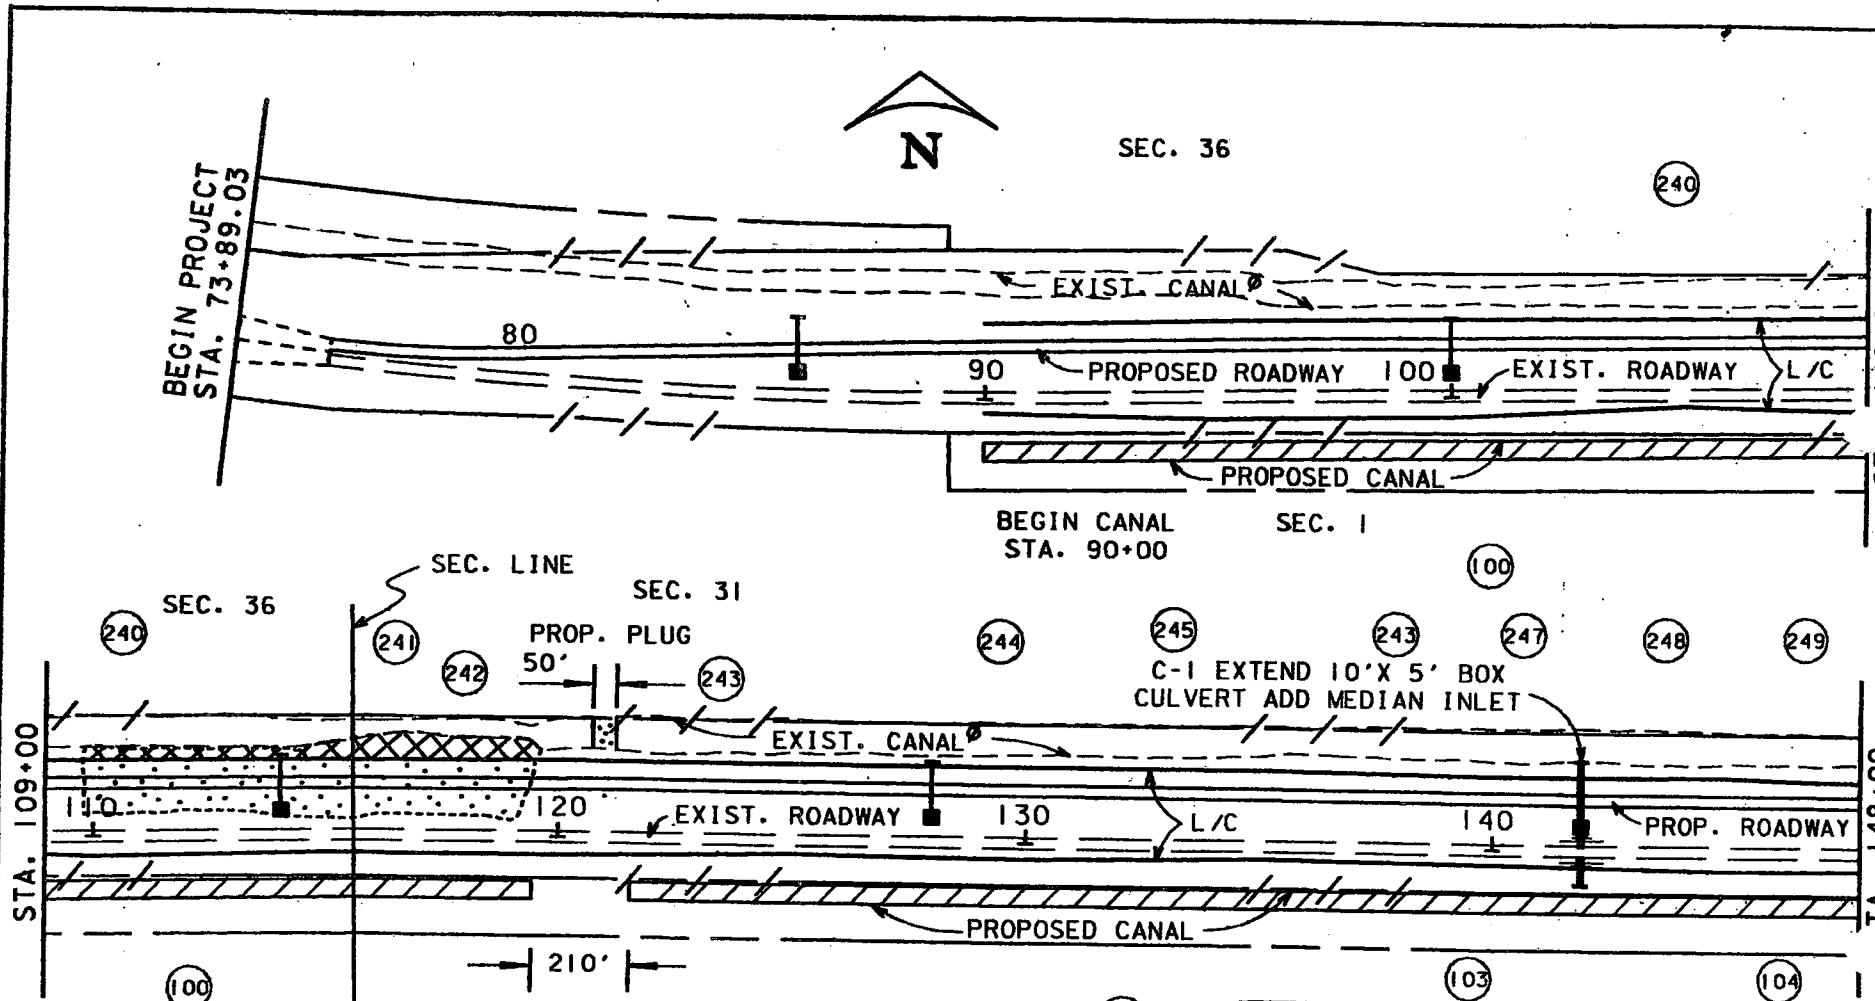 N
SEC. 36
240
BEGIN PROJECT
STA. 73+89.03
EXIST. CANAL
80
90
PROPOSED ROADWAY
100
EXIST. ROADWAY
L/C
PROPOSED CANAL
BEGIN CANAL
STA. 90+00
SEC. 1
100
SEC. LINE
SEC. 36
SEC. 31
240
241
242
PROP. PLUG
50'
243
244
245
243
247
248
249
C-1 EXTEND 10'X 5' BOX
CULVERT ADD MEDIAN INLET
EXIST. CANAL
STA. 109+00
110
120
EXIST. ROADWAY
130
L/C
140
PROP. ROADWAY
PROPOSED CANAL
210'
100
103
104